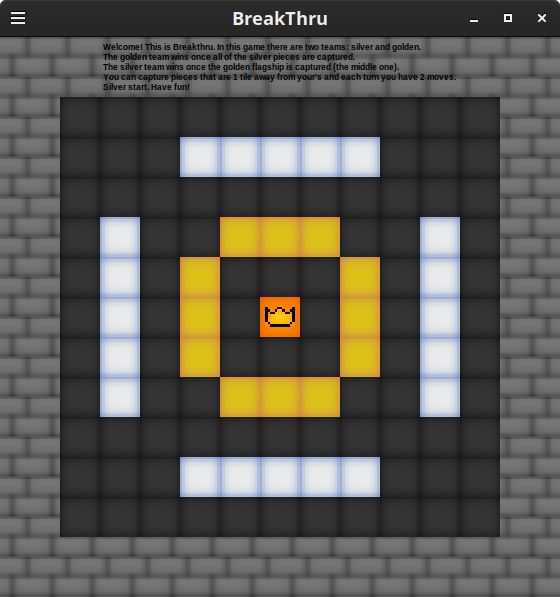 BreakThru
Welcome! This is Breakthru. In this game there are two teams: silver and golden.
The golden team wins once all of the silver pieces are captured.
The silver team wins once the golden flagship is captured (the middle one).
You can capture pieces that are 1 tile away from your's and each turn you have 2 moves.
Silver start. Have fun!